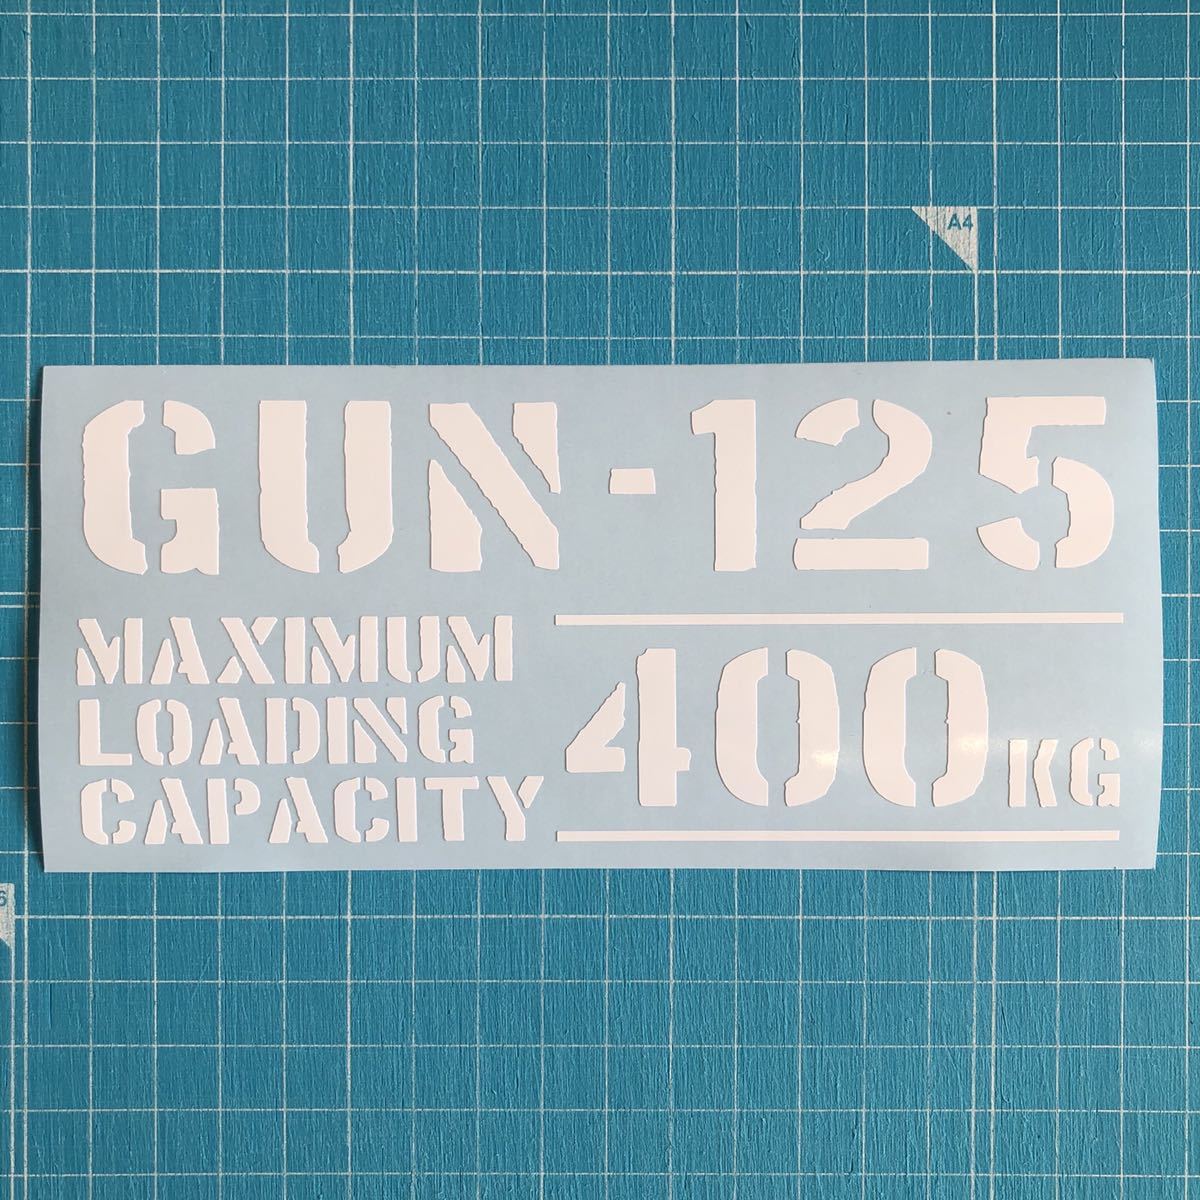 A4
GUN-125
MAXIMUM
LOADING
CAPACITY
400KG